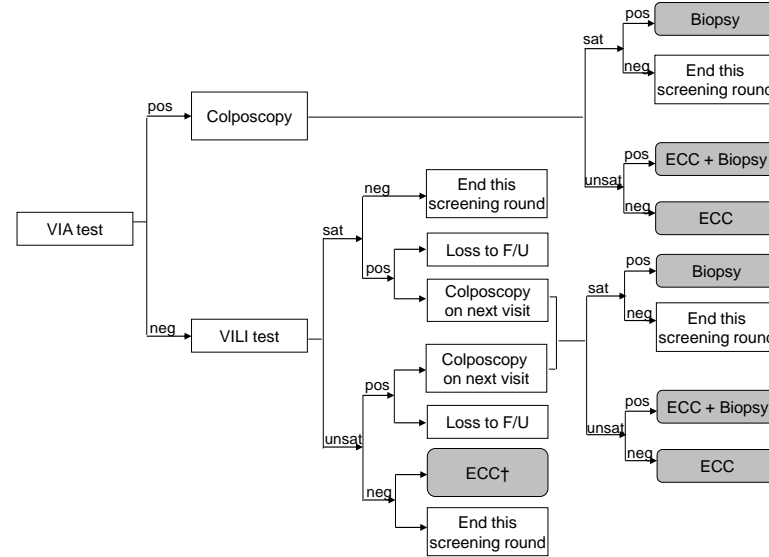 pos
Biopsy
sat
neg
End this
screening round
pos
Colposcopy
pos
ECC + Biopsy
unsat
neg
ECC
VIA test
neg
End this
screening round
sat
pos
Loss to F/U
Colposcopy
on next visit
neg
VILI test
Colposcopy
on next visit
pos
Loss to F/U
unsat
ECC†
neg
End this
screening round
pos
Biopsy
sat
neg
End this
screening round
pos
ECC + Biopsy
unsat
neg
ECC